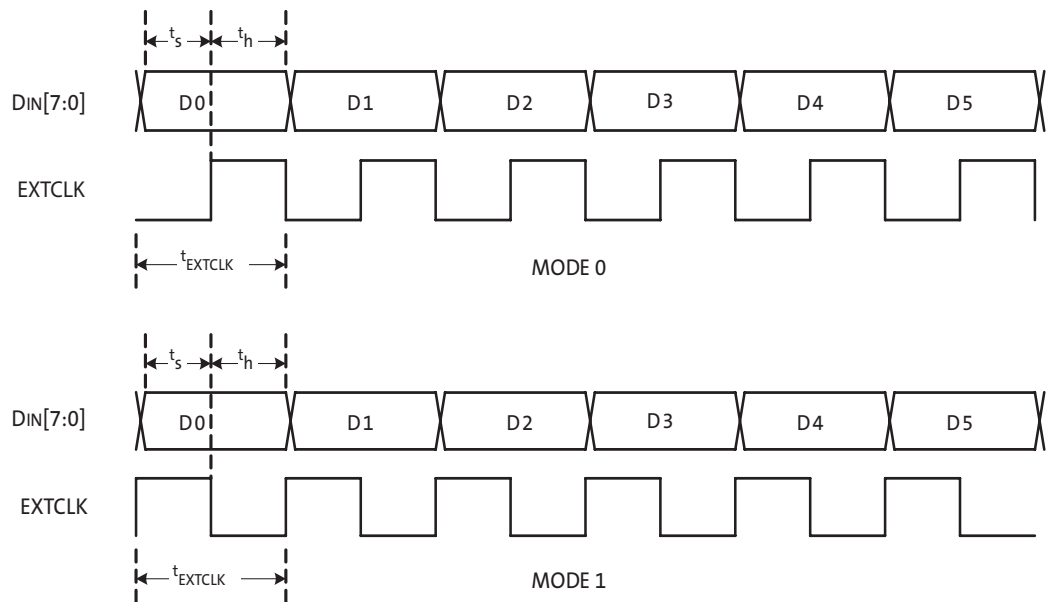 ts th
DIN[7:0] D0 D1 D2 D3 D4 D5
EXTCLK
tEXTCLK MODE 0
ts th
DIN[7:0] D0 D1 D2 D3 D4 D5
EXTCLK
tEXTCLK MODE 1